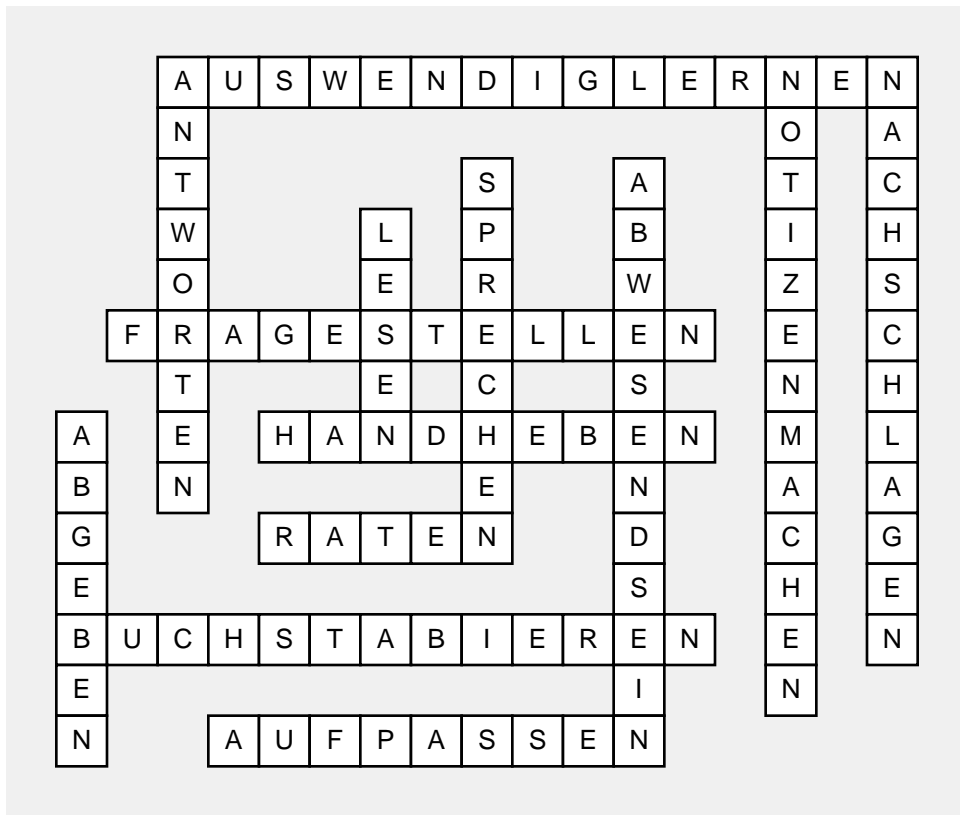 AUSWENDIGLERNEN
ANTWORTEN
NOTIZENMACHEN
NACHSCHLAGEN
SPRECHEN
ABWESENDSEIN
LESEN
FRAGESTELLEN
HANDHEBEN
ABGEBEN
RATEN
BUCHSTABIEREN
AUFPASSEN